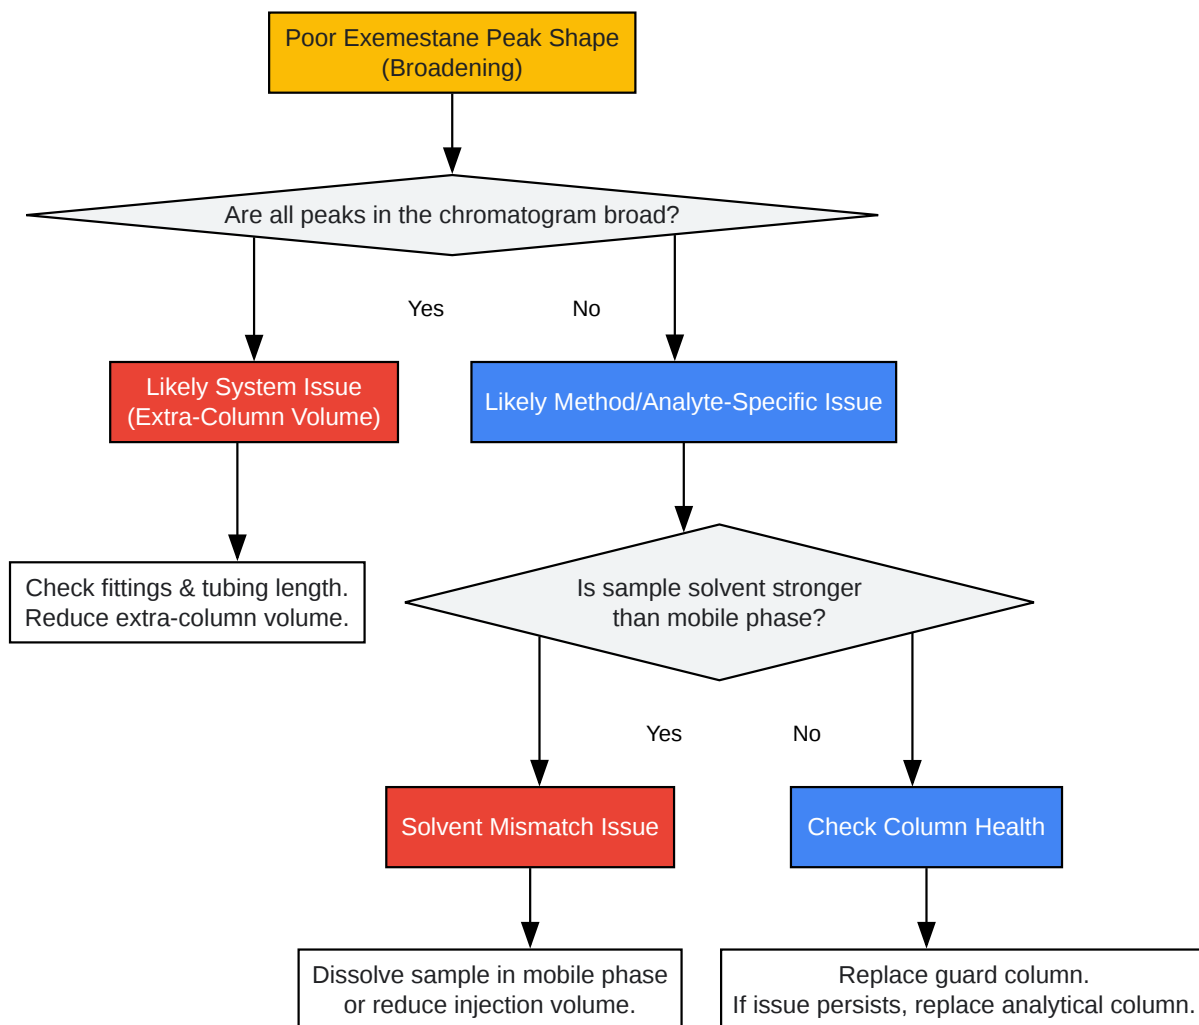 Poor Exemestane Peak Shape
(Broadening)
Are all peaks in the chromatogram broad?
Yes
No
Likely System Issue
(Extra-Column Volume)
Likely Method/Analyte-Specific Issue
Check fittings & tubing length.
Reduce extra-column volume.
Is sample solvent stronger
than mobile phase?
Yes
No
Solvent Mismatch Issue
Check Column Health
Dissolve sample in mobile phase
or reduce injection volume.
Replace guard column.
If issue persists, replace analytical column.